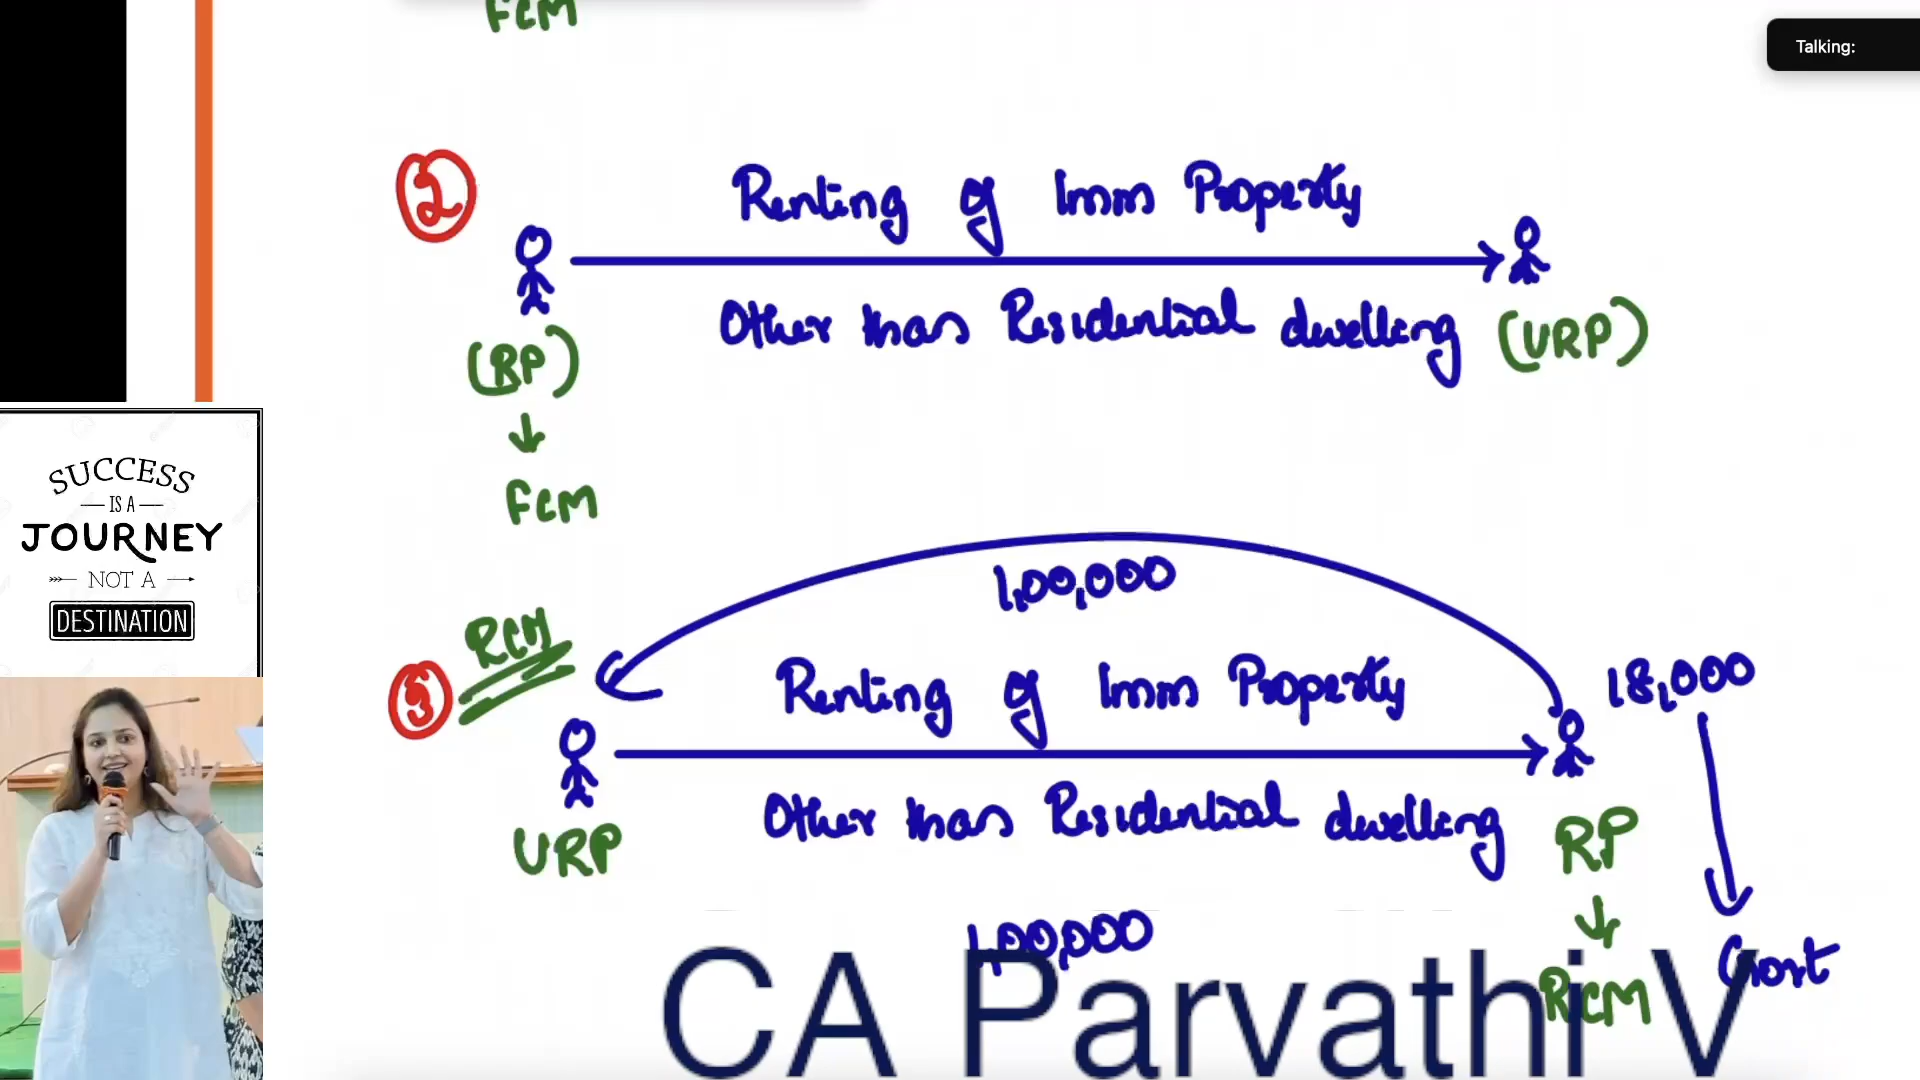 FCM
Talking:
2
Renting of Imm Property
Other than Residential dwelling
(RP)
(URP)
FCM
SUCCESS
IS A
JOURNEY
NOT A
DESTINATION
1,00,000
RCM
3
Renting of Imm Property
18,000
Other than Residential dwelling
URP
RP
1,00,000
Govt
RCM
CA Parvathi V